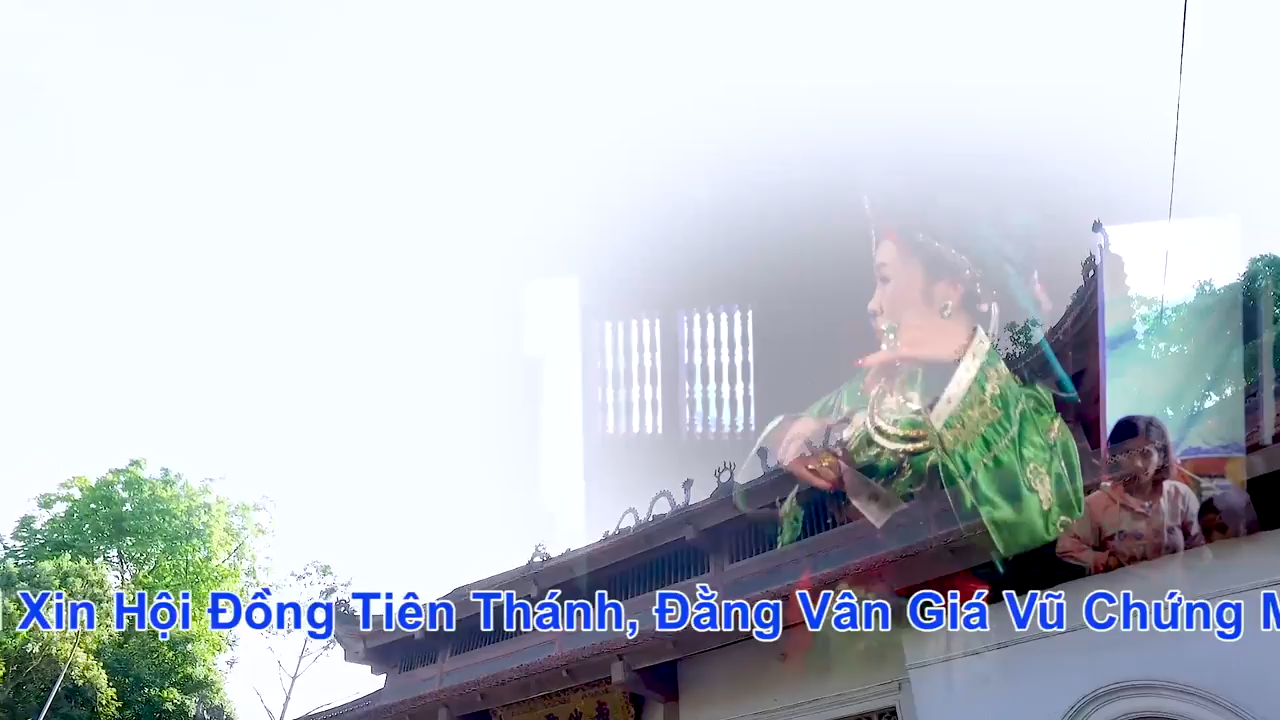 Xin Hội Đồng Tiên Thánh, Đằng Vân Giá Vũ Chứng